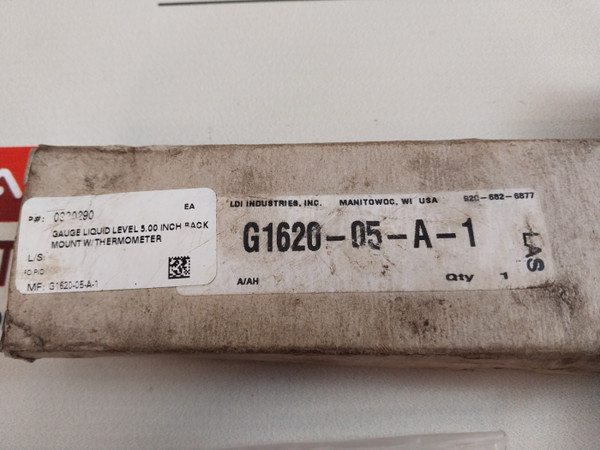 P#:
EA
GAUGE LIQUID LEVEL 5.00 INCH BACK
MOUNT W/THERMOMETER
L/S:
PO P/O:
MF: G1620-05-A-1
LDI INDUSTRIES, INC. MANITOWOC, WI USA 920-682-6877
G1620-05-A-1
A/AH
Qty 1
LAS